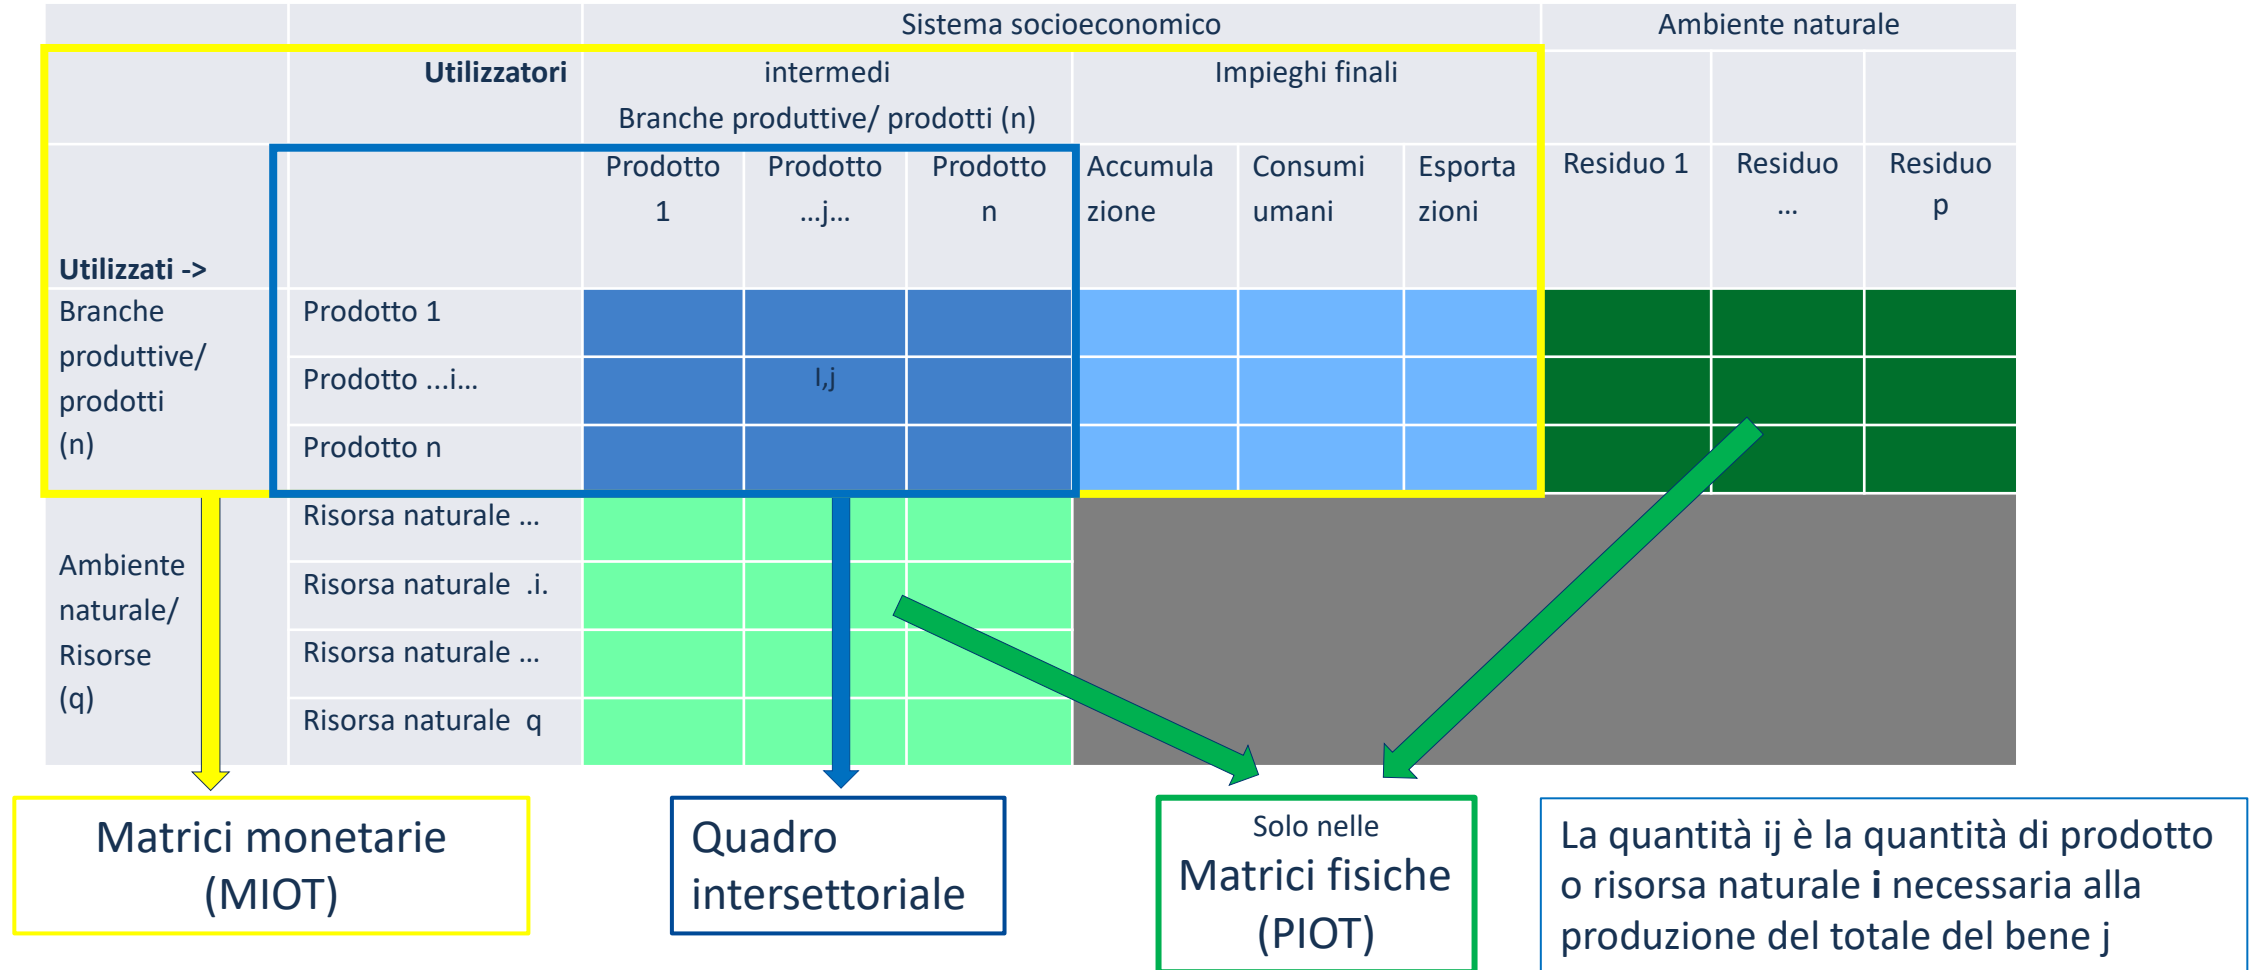 Sistema socioeconomico
Ambiente naturale
Utilizzatori
intermedi
Branche produttive/ prodotti (n)
Impieghi finali
Utilizzati ->
Prodotto
1
Prodotto
...j...
Prodotto
n
Accumula
zione
Consumi
umani
Esporta
zioni
Residuo 1
Residuo
...
Residuo
p
Branche
produttive/
prodotti
(n)
Prodotto 1
Prodotto ...i...
I,j
Prodotto n
Ambiente
naturale/
Risorse
(q)
Risorsa naturale ...
Risorsa naturale .i.
Risorsa naturale ...
Risorsa naturale q
Matrici monetarie
(MIOT)
Quadro
intersettoriale
Solo nelle
Matrici fisiche
(PIOT)
La quantità ij è la quantità di prodotto
o risorsa naturale i necessaria alla
produzione del totale del bene j